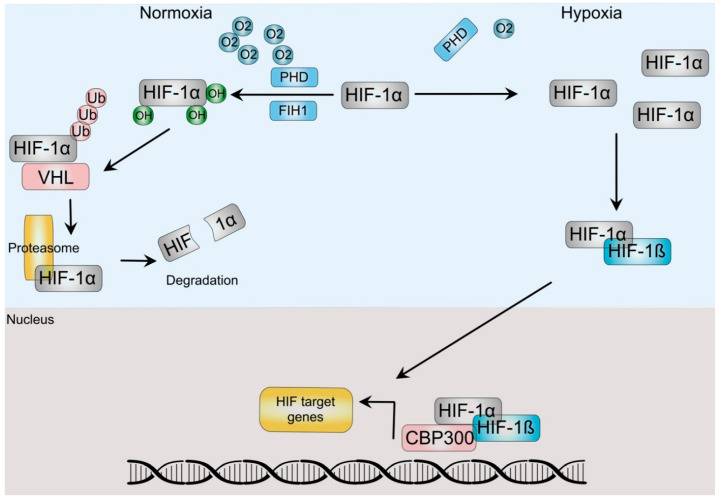 Normoxia
Hypoxia
O2
O2
O2
O2
O2
PHD
O2
PHD
FIH1
HIF-1α
OH
OH
OH
HIF-1α
HIF-1α
HIF-1α
HIF-1α
Ub
Ub
Ub
HIF-1α
VHL
Proteasome
HIF-1α
HIF
1α
Degradation
HIF-1α
HIF-1ß
Nucleus
HIF target
genes
HIF-1α
HIF-1ß
CBP300